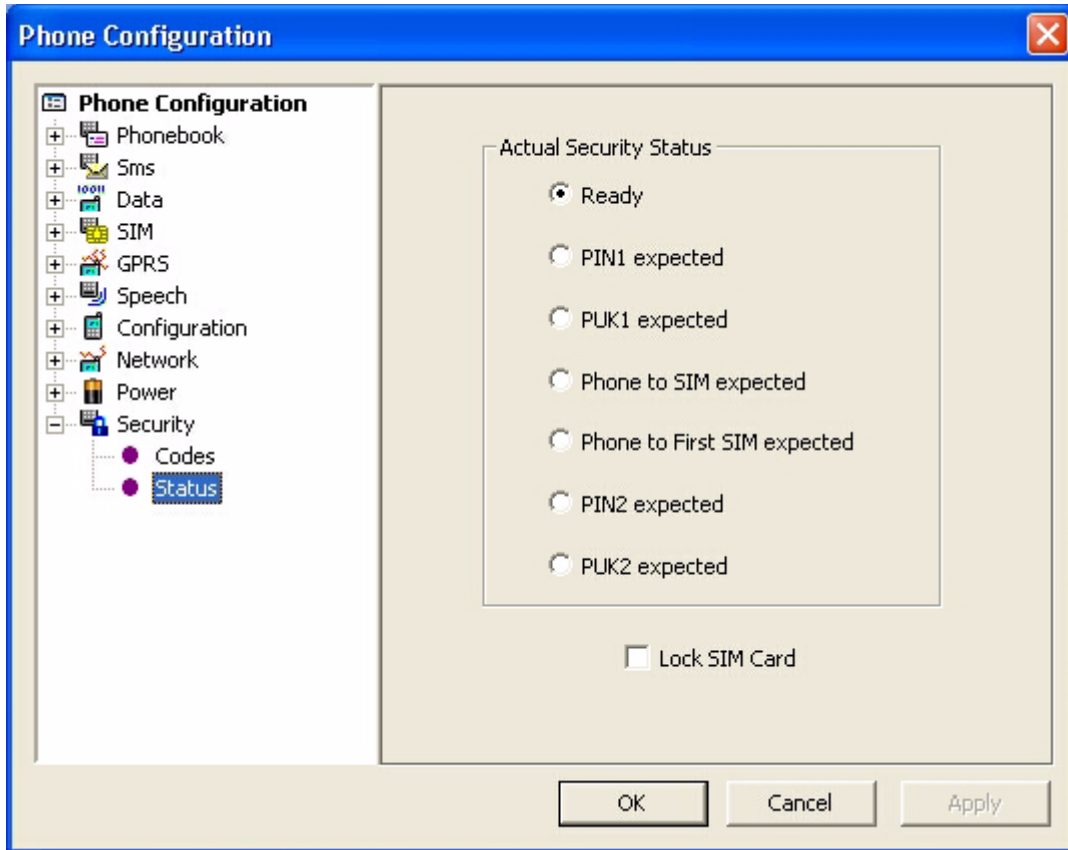 Phone Configuration
Phone Configuration
Phonebook
Sms
Data
SIM
GPRS
Speech
Configuration
Network
Power
Security
Codes
Status
Actual Security Status
Ready
PIN1 expected
PUK1 expected
Phone to SIM expected
Phone to First SIM expected
PIN2 expected
PUK2 expected
Lock SIM Card
OK
Cancel
Apply